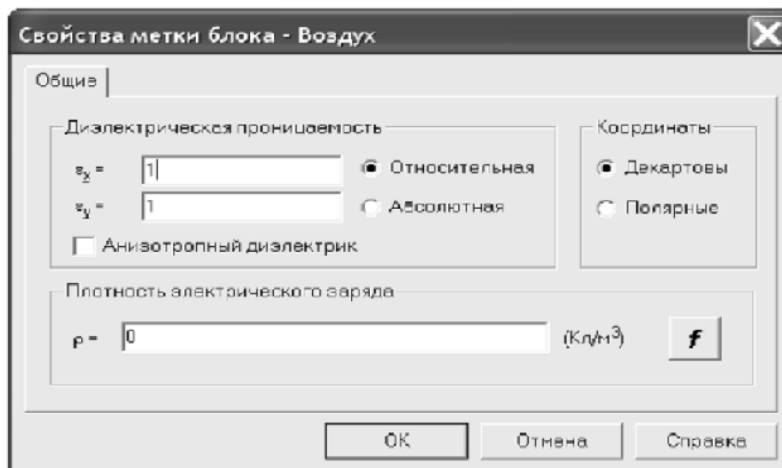 Свойства метки блока - Воздух
Общие
Диэлектрическая проницаемость
εx = 1
Относительная
εy = 1
Абсолютная
Анизотропный диэлектрик
Координаты
Декартовы
Полярные
Плотность электрического заряда
ρ = 0 (Кл/м³) f
OK Отмена Справка